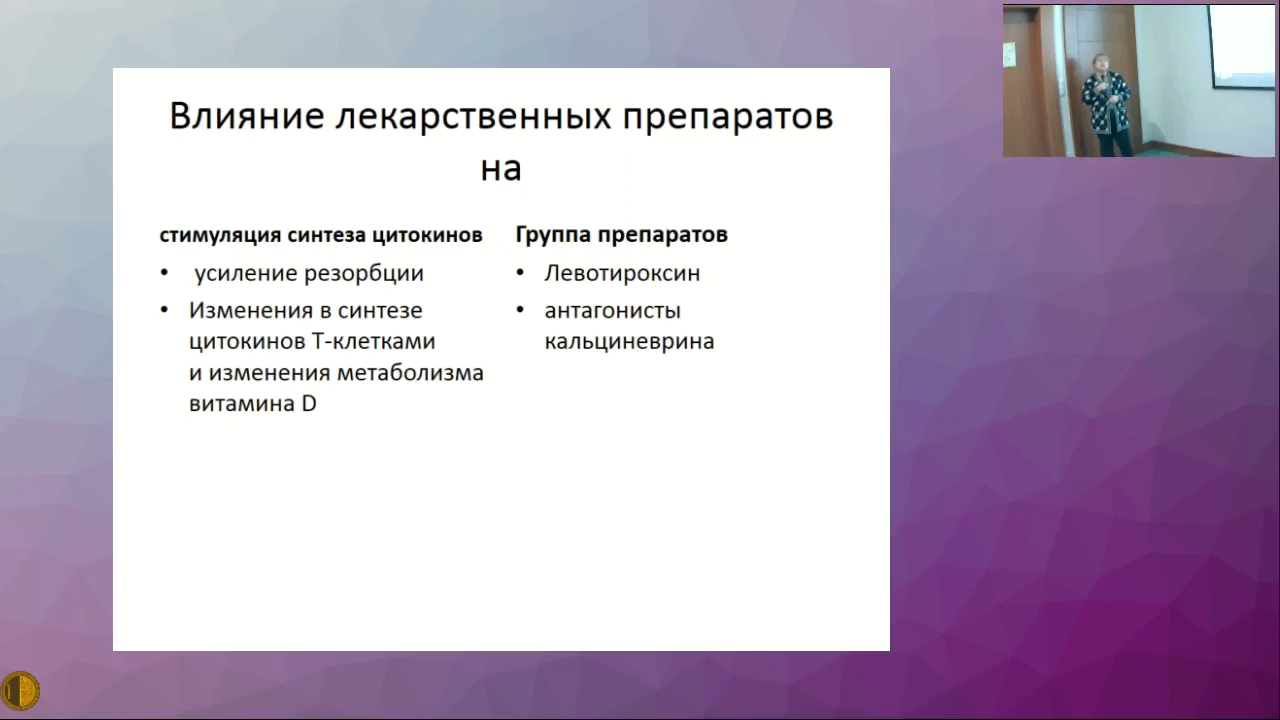 Влияние лекарственных препаратов
на
стимуляция синтеза цитокинов
• усиление резорбции
• Изменения в синтезе
цитокинов Т-клетками
и изменения метаболизма
витамина D
Группа препаратов
• Левотироксин
• антагонисты
кальциневрина